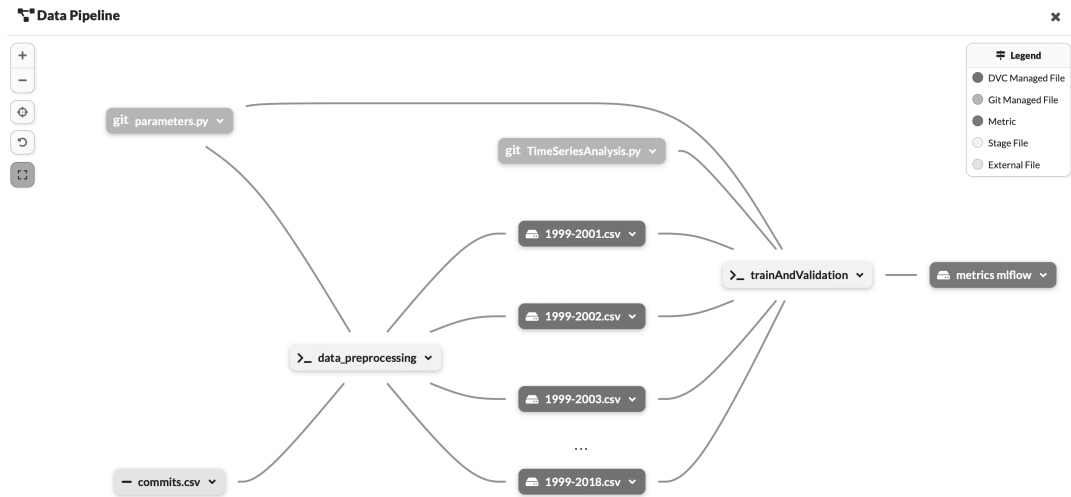 Data Pipeline
Legend
DVC Managed File
Git Managed File
Metric
Stage File
External File
git parameters.py
git TimeSeriesAnalysis.py
1999-2001.csv
trainAndValidation
metrics mlflow
1999-2002.csv
data_preprocessing
1999-2003.csv
...
commits.csv
1999-2018.csv